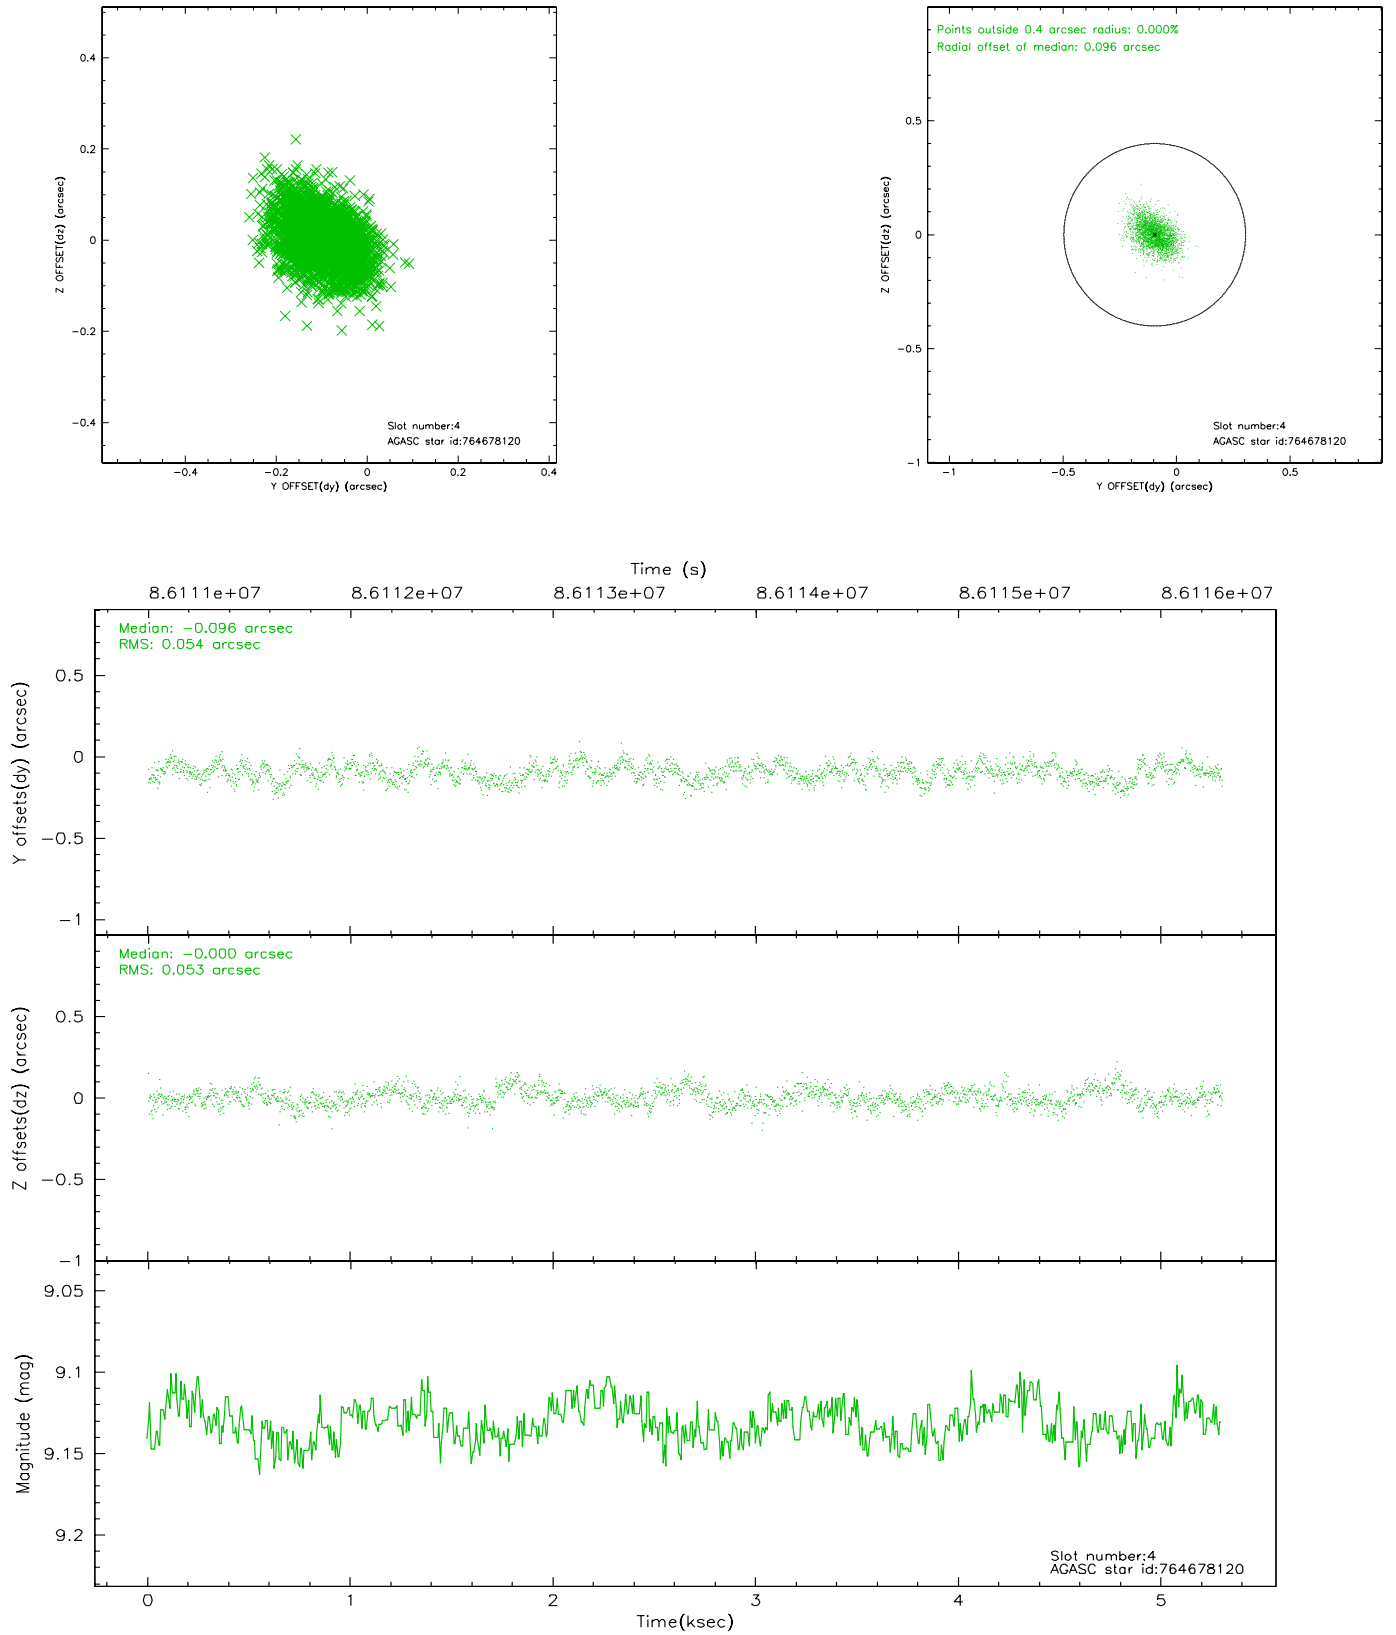 0.4
0.2
0
−0.2
−0.4
Z OFFSET(dz) (arcsec)
Slot number:4
AGASC star id:764678120
−0.4 −0.2 0 0.2 0.4
Y OFFSET(dy) (arcsec)
Points outside 0.4 arcsec radius: 0.000%
Radial offset of median: 0.096 arcsec
0.5
0
−0.5
−1
Z OFFSET(dz) (arcsec)
Slot number:4
AGASC star id:764678120
−1 −0.5 0 0.5
Y OFFSET(dy) (arcsec)
Time (s)
8.6111e+07 8.6112e+07 8.6113e+07 8.6114e+07 8.6115e+07 8.6116e+07
Median: −0.096 arcsec
RMS: 0.054 arcsec
0.5
0
−0.5
−1
Y offsets(dy) (arcsec)
Median: −0.000 arcsec
RMS: 0.053 arcsec
0.5
0
−0.5
−1
Z offsets(dz) (arcsec)
9.05
9.1
9.15
9.2
Magnitude (mag)
Slot number:4
AGASC star id:764678120
0 1 2 3 4 5
Time(ksec)